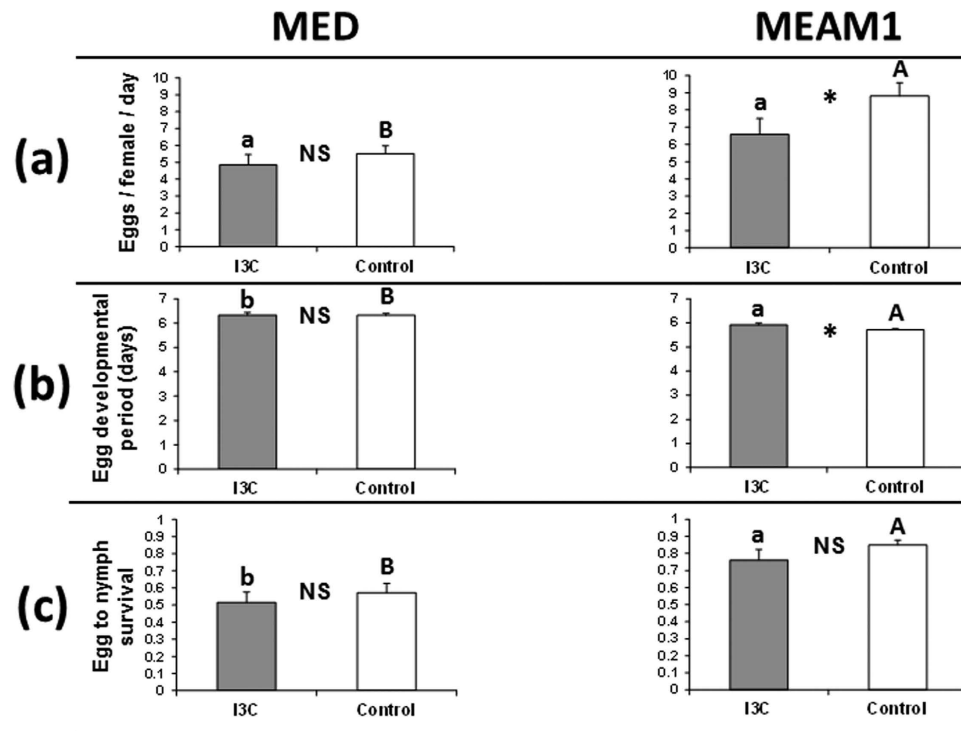 MED
MEAM1
(a)
Eggs / female / day
10
9
8
7
6
5
4
3
2
1
0
a
NS
B
I3C
Control
10
9
8
7
6
5
4
3
2
1
0
a
*
A
I3C
Control
(b)
Egg developmental
period (days)
7
6
5
4
3
2
1
0
b
NS
B
I3C
Control
7
6
5
4
3
2
1
0
a
*
A
I3C
Control
(c)
Egg to nymph
survival
1
0.9
0.8
0.7
0.6
0.5
0.4
0.3
0.2
0.1
0
b
NS
B
I3C
Control
1
0.9
0.8
0.7
0.6
0.5
0.4
0.3
0.2
0.1
0
a
NS
A
I3C
Control